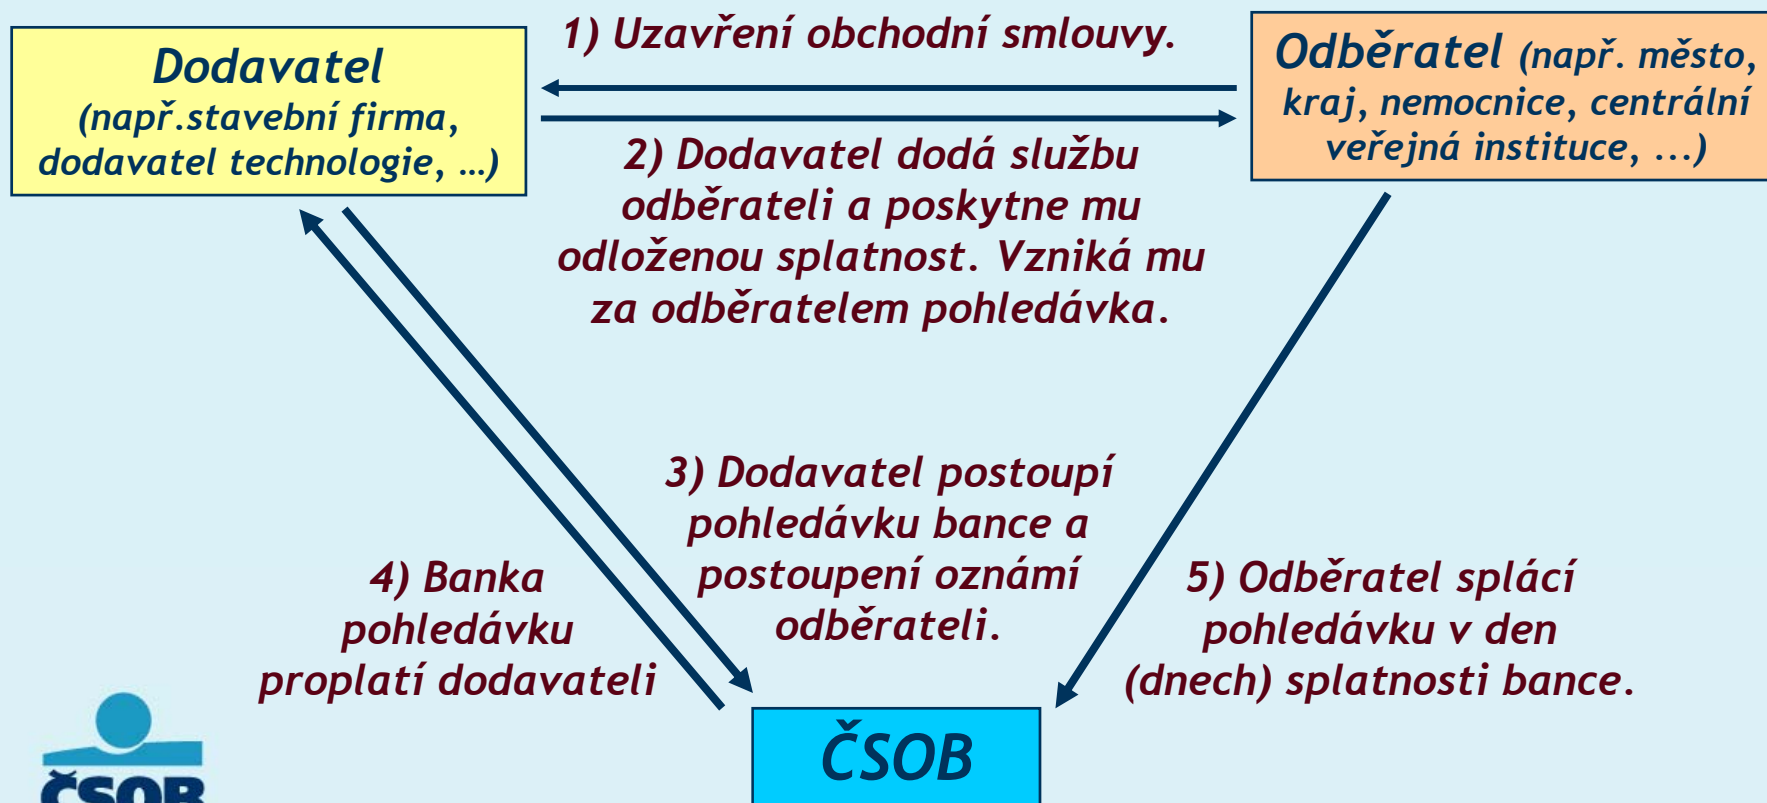 1) Uzavření obchodní smlouvy.
Dodavatel
(např.stavební firma,
dodavatel technologie, …)
Odběratel (např. město,
kraj, nemocnice, centrální
veřejná instituce, ...)
2) Dodavatel dodá službu
odběrateli a poskytne mu
odloženou splatnost. Vzniká mu
za odběratelem pohledávka.
3) Dodavatel postoupí
pohledávku bance a
postoupení oznámí
odběrateli.
4) Banka
pohledávku
proplatí dodavateli
5) Odběratel splácí
pohledávku v den
(dnech) splatnosti bance.
ČSOB
ČSOB